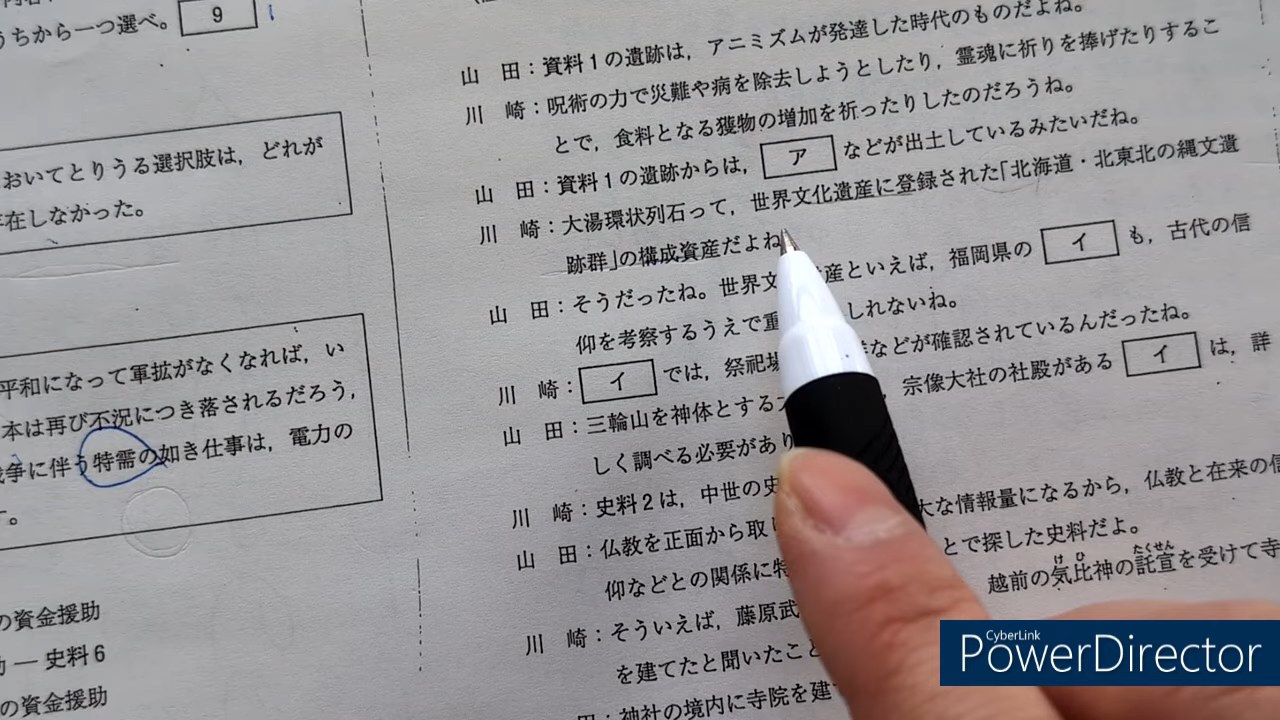 うちから一つ選べ。 9
おいてとりうる選択肢は，どれが
存在しなかった。
平和になって軍拡がなくなれば，い
本は再び不況につき落されるだろう，
争に伴う特需の如き仕事は，電力の
す。
の資金援助
― 史料6
の資金援助
山　田：資料1の遺跡は，アニミズムが発達した時代のものだよね。
川　崎：呪術の力で災難や病を除去しようとしたり，霊魂に祈りを捧げたりするこ
とで，食料となる獲物の増加を祈ったりしたのだろうね。
山　田：資料1の遺跡からは， ア などが出土しているみたいだね。
川　崎：大湯環状列石って，世界文化遺産に登録された「北海道・北東北の縄文遺
跡群」の構成資産だよね
山　田：そうだったね。世界文 産といえば，福岡県の イ も，古代の信
仰を考察するうえで重 しれないね。
川　崎： イ では，祭祀場 などが確認されているんだったね。
山　田：三輪山を神体とする 宗像大社の社殿がある イ は，詳
しく調べる必要があり
川　崎：史料2は，中世の史 大な情報量になるから，仏教と在来の信
山　田：仏教を正面から取 とで探した史料だよ。
仰などとの関係に特 越前の気比神の託宣を受けて寺
けひ たくせん
川　崎：そういえば，藤原武
を建てたと聞いたこと
田：神社の境内に寺院を建て
CyberLink
PowerDirector